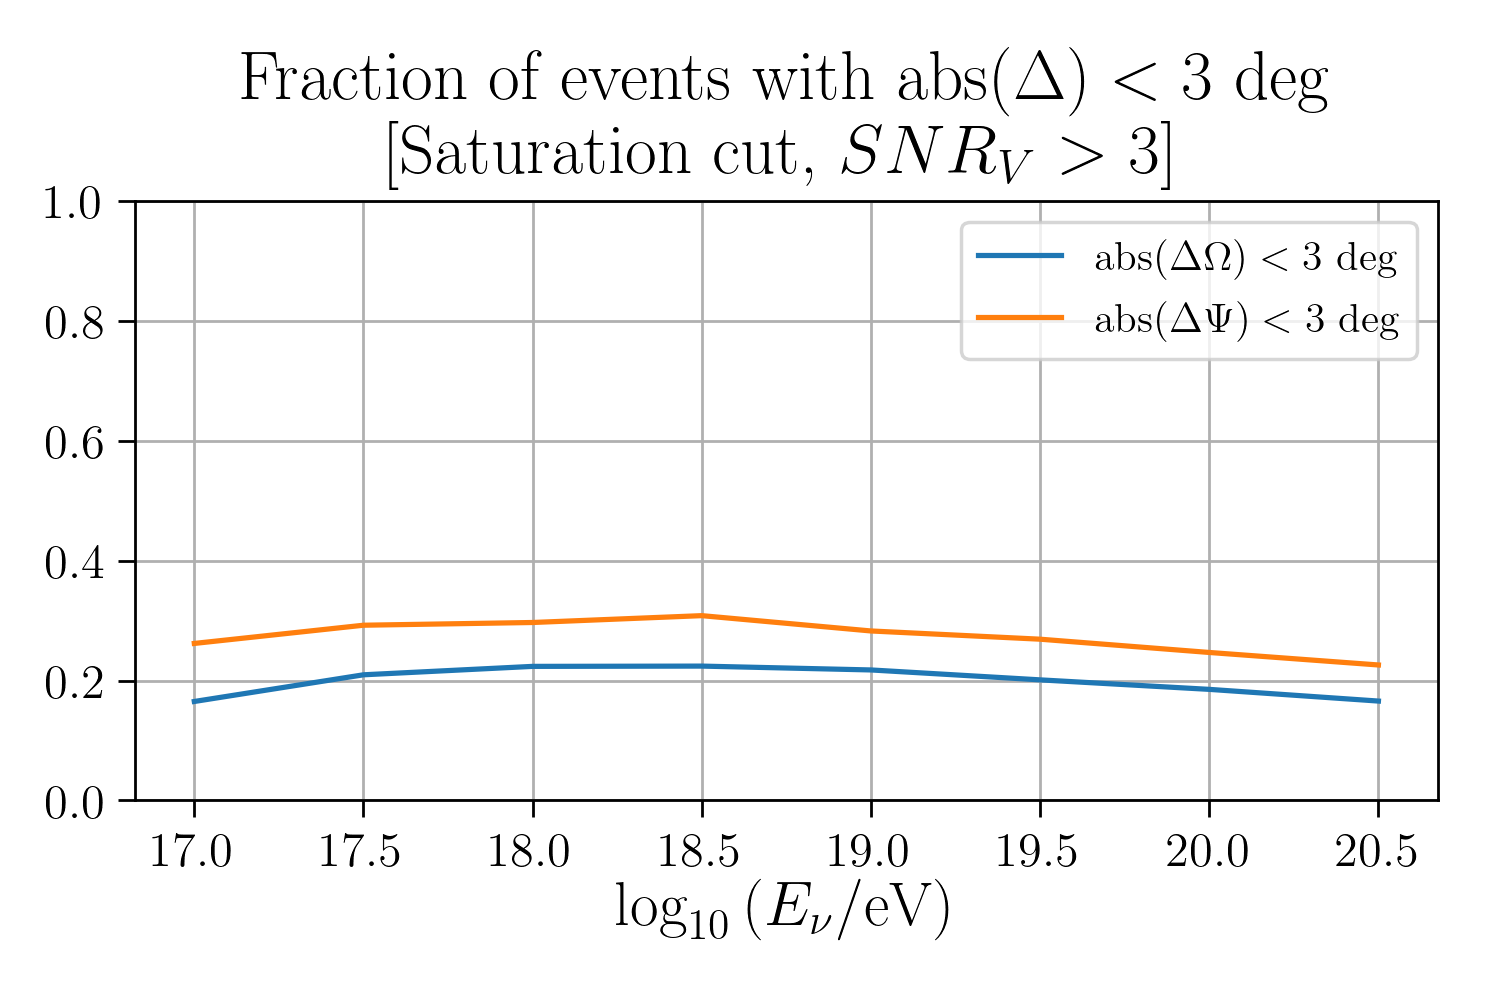 Fraction of events with abs(Δ) < 3 deg
[Saturation cut, SNR_V > 3]
1.0
0.8
0.6
0.4
0.2
0.0
abs(ΔΩ) < 3 deg
abs(ΔΨ) < 3 deg
17.0 17.5 18.0 18.5 19.0 19.5 20.0 20.5
log₁₀ (E_ν/eV)